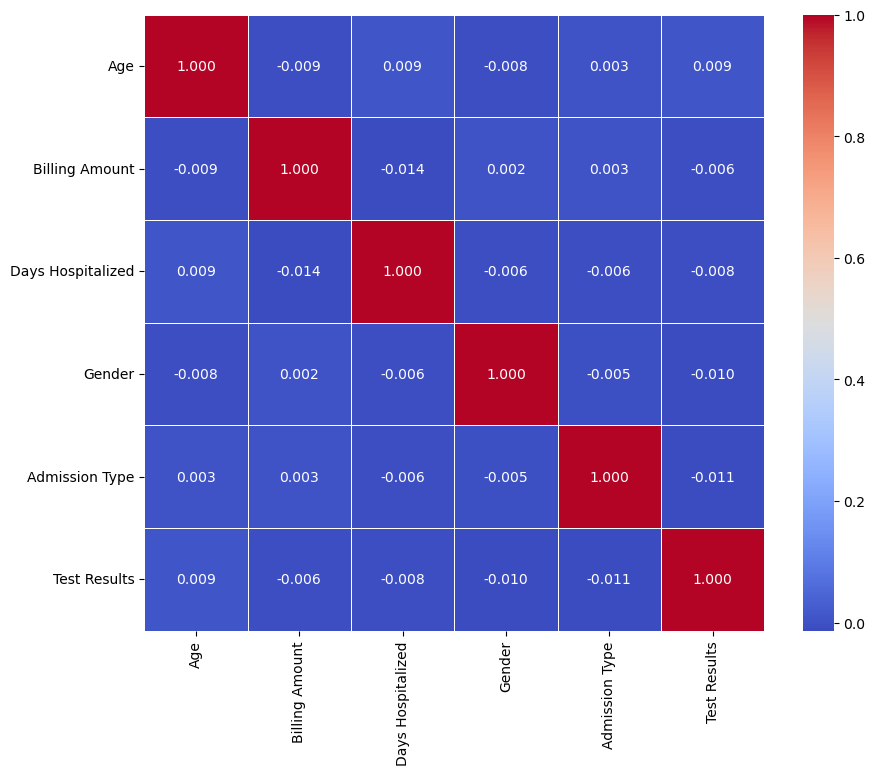 1.0
Age 1.000 -0.009 0.009 -0.008 0.003 0.009
0.8
Billing Amount -0.009 1.000 -0.014 0.002 0.003 -0.006
0.6
Days Hospitalized 0.009 -0.014 1.000 -0.006 -0.006 -0.008
Gender -0.008 0.002 -0.006 1.000 -0.005 -0.010
0.4
Admission Type 0.003 0.003 -0.006 -0.005 1.000 -0.011
0.2
Test Results 0.009 -0.006 -0.008 -0.010 -0.011 1.000
0.0
Age
Billing Amount
Days Hospitalized
Gender
Admission Type
Test Results